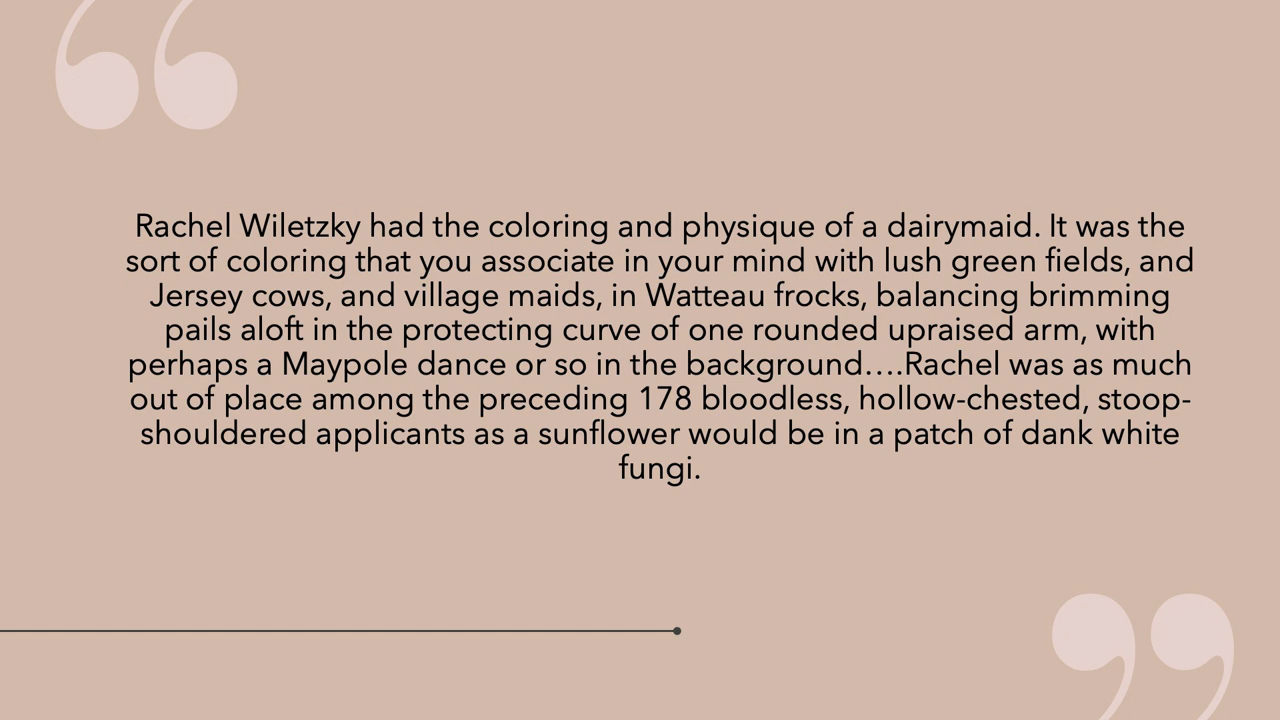 Rachel Wiletzky had the coloring and physique of a dairymaid. It was the
sort of coloring that you associate in your mind with lush green fields, and
Jersey cows, and village maids, in Watteau frocks, balancing brimming
pails aloft in the protecting curve of one rounded upraised arm, with
perhaps a Maypole dance or so in the background....Rachel was as much
out of place among the preceding 178 bloodless, hollow-chested, stoop-
shouldered applicants as a sunflower would be in a patch of dank white
fungi.